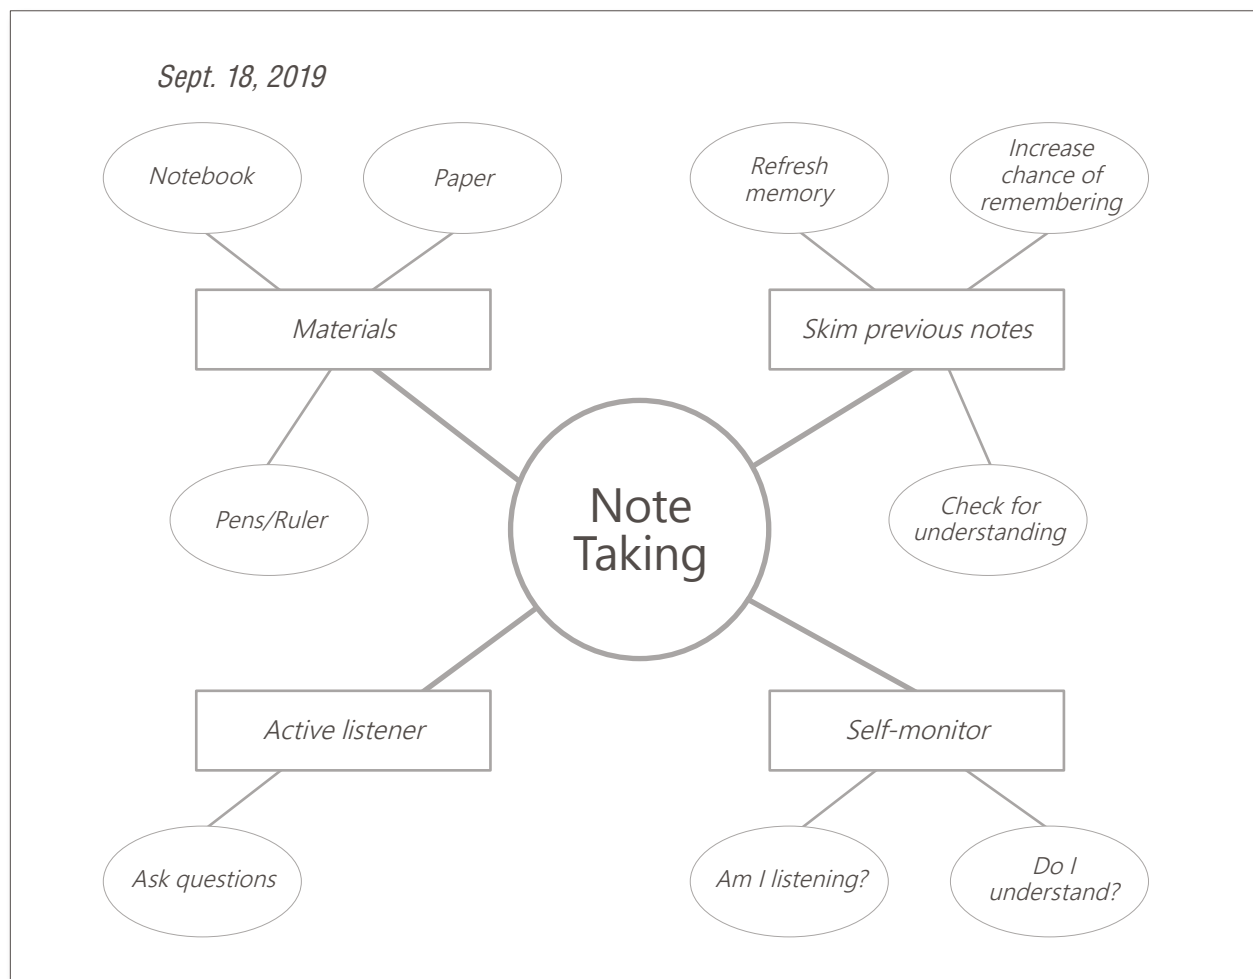 Sept. 18, 2019
Notebook
Paper
Refresh
memory
Increase
chance of
remembering
Materials
Skim previous notes
Pens/Ruler
Note
Taking
Check for
understanding
Active listener
Self-monitor
Ask questions
Am I listening?
Do I
understand?